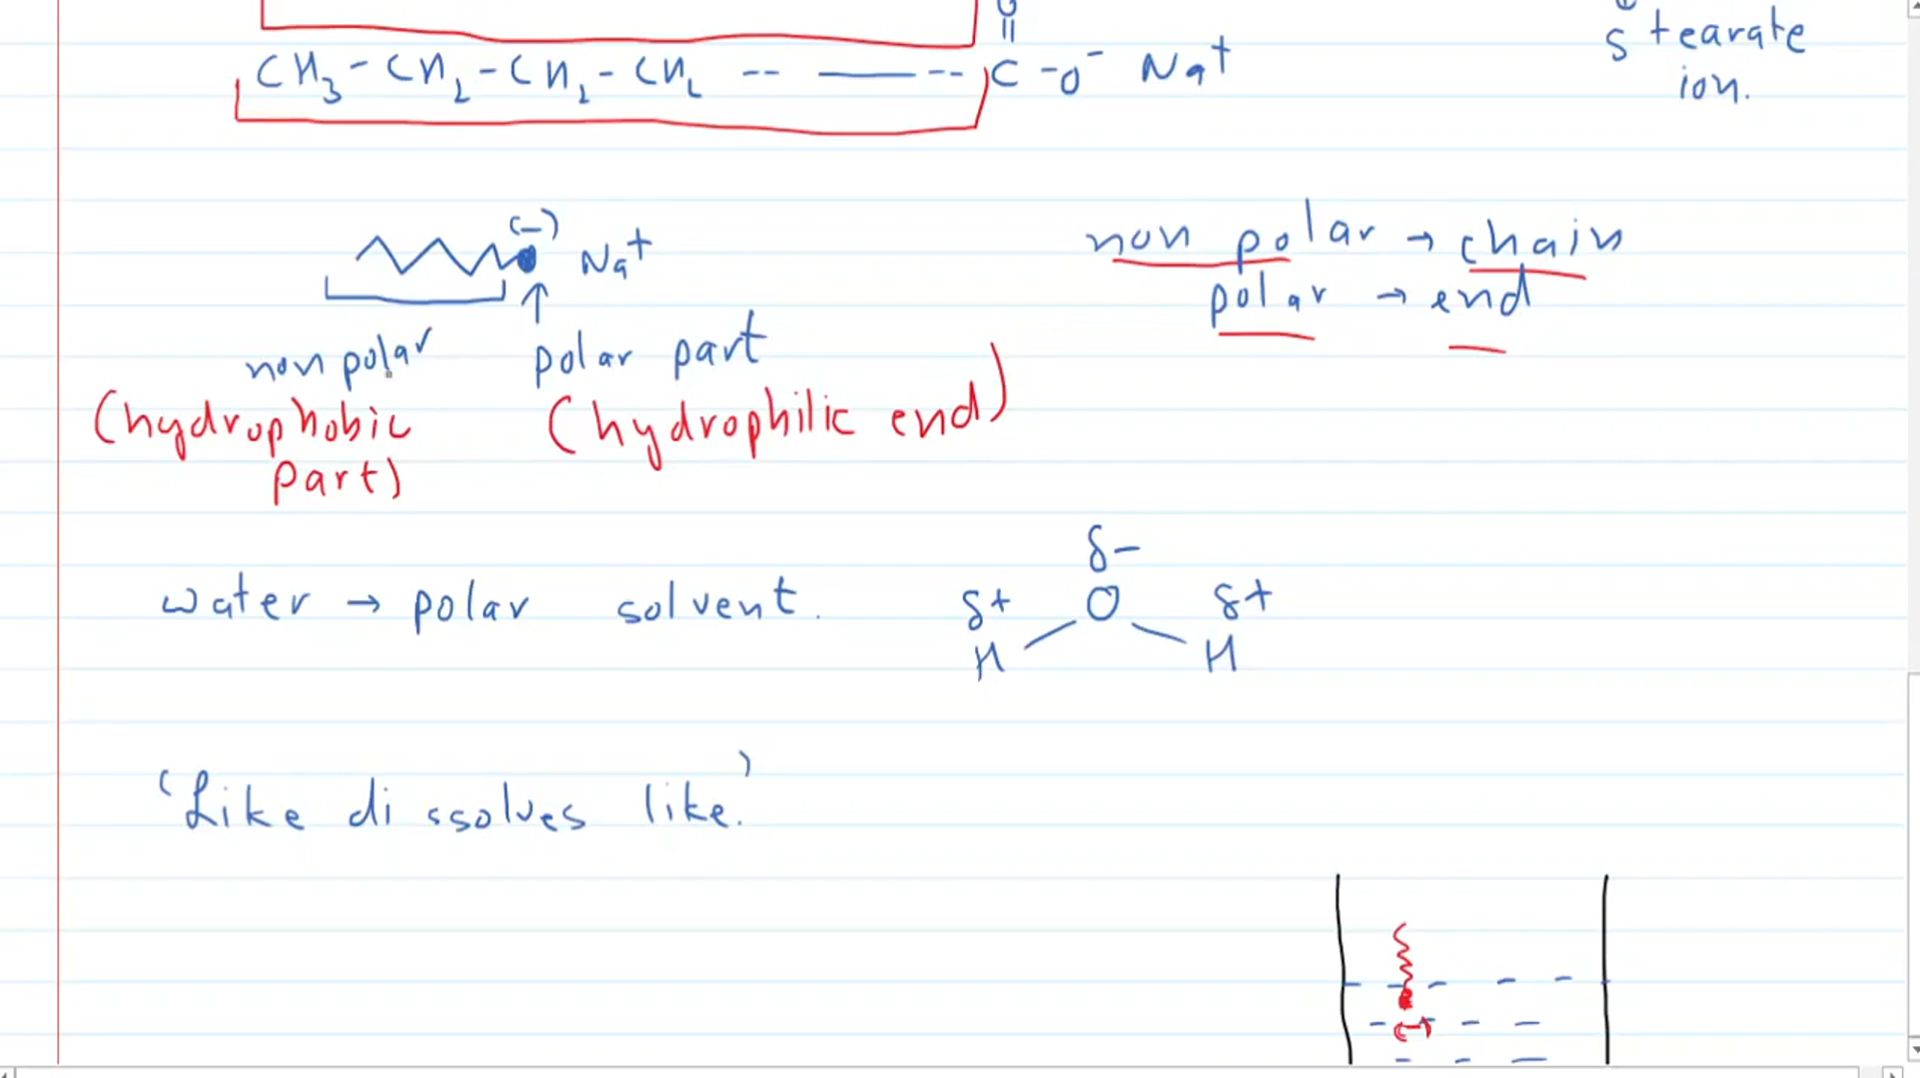 O
||
stearate
CH3 - CH2 - CH2 - CH2 -- —— -- C - O⁻ Na⁺
ion.
(-)
Na⁺
non polar → chain
polar → end
non polar
polar part
(hydrophobic
part)
(hydrophilic end)
δ-
water → polar solvent.
δ+ O δ+
H H
'Like dissolves like.'
(-)